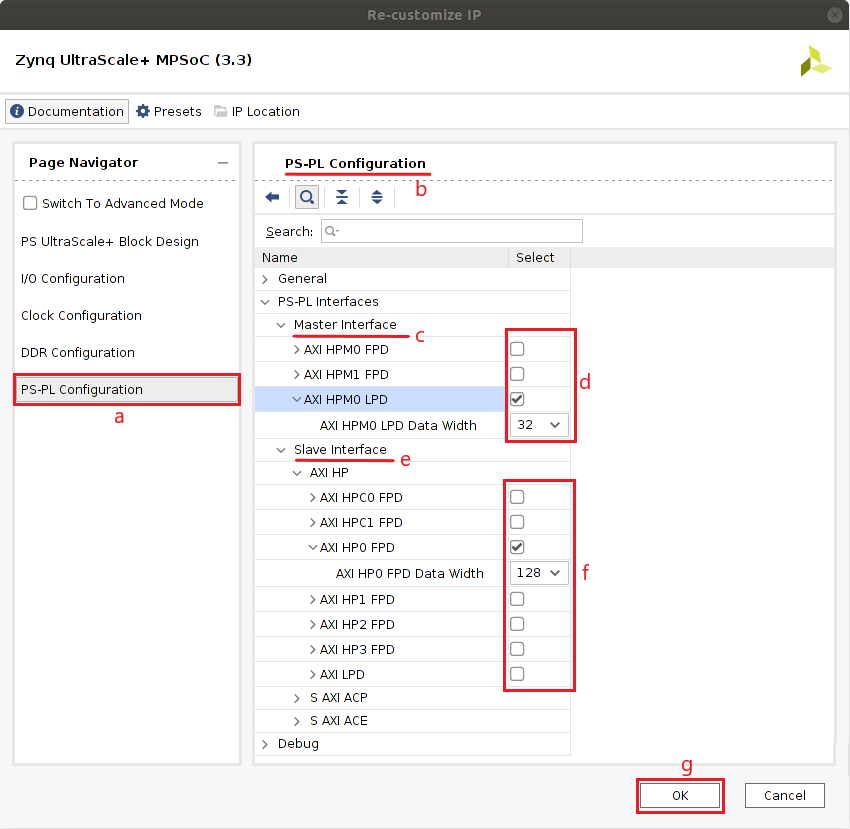 Re-customize IP
Zynq UltraScale+ MPSoC (3.3)
Documentation Presets IP Location
Page Navigator
Switch To Advanced Mode
PS UltraScale+ Block Design
I/O Configuration
Clock Configuration
DDR Configuration
PS-PL Configuration
a
PS-PL Configuration
b
Search:
Name Select
General
PS-PL Interfaces
Master Interface c
AXI HPM0 FPD
AXI HPM1 FPD d
AXI HPM0 LPD
AXI HPM0 LPD Data Width 32
Slave Interface e
AXI HP
AXI HPC0 FPD
AXI HPC1 FPD
AXI HP0 FPD
AXI HP0 FPD Data Width 128 f
AXI HP1 FPD
AXI HP2 FPD
AXI HP3 FPD
AXI LPD
S AXI ACP
S AXI ACE
Debug
g
OK Cancel